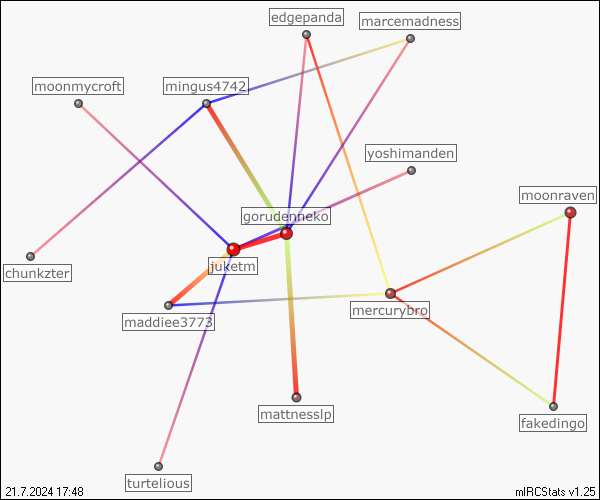 edgepanda
marcemadness
moonmycroft
mingus4742
yoshimanden
moonraven
gorudenneko
juketm
chunkzter
mercurybro
maddiee3773
mattnesslp
fakedingo
turtelious
21.7.2024 17:48
mIRCStats v1.25